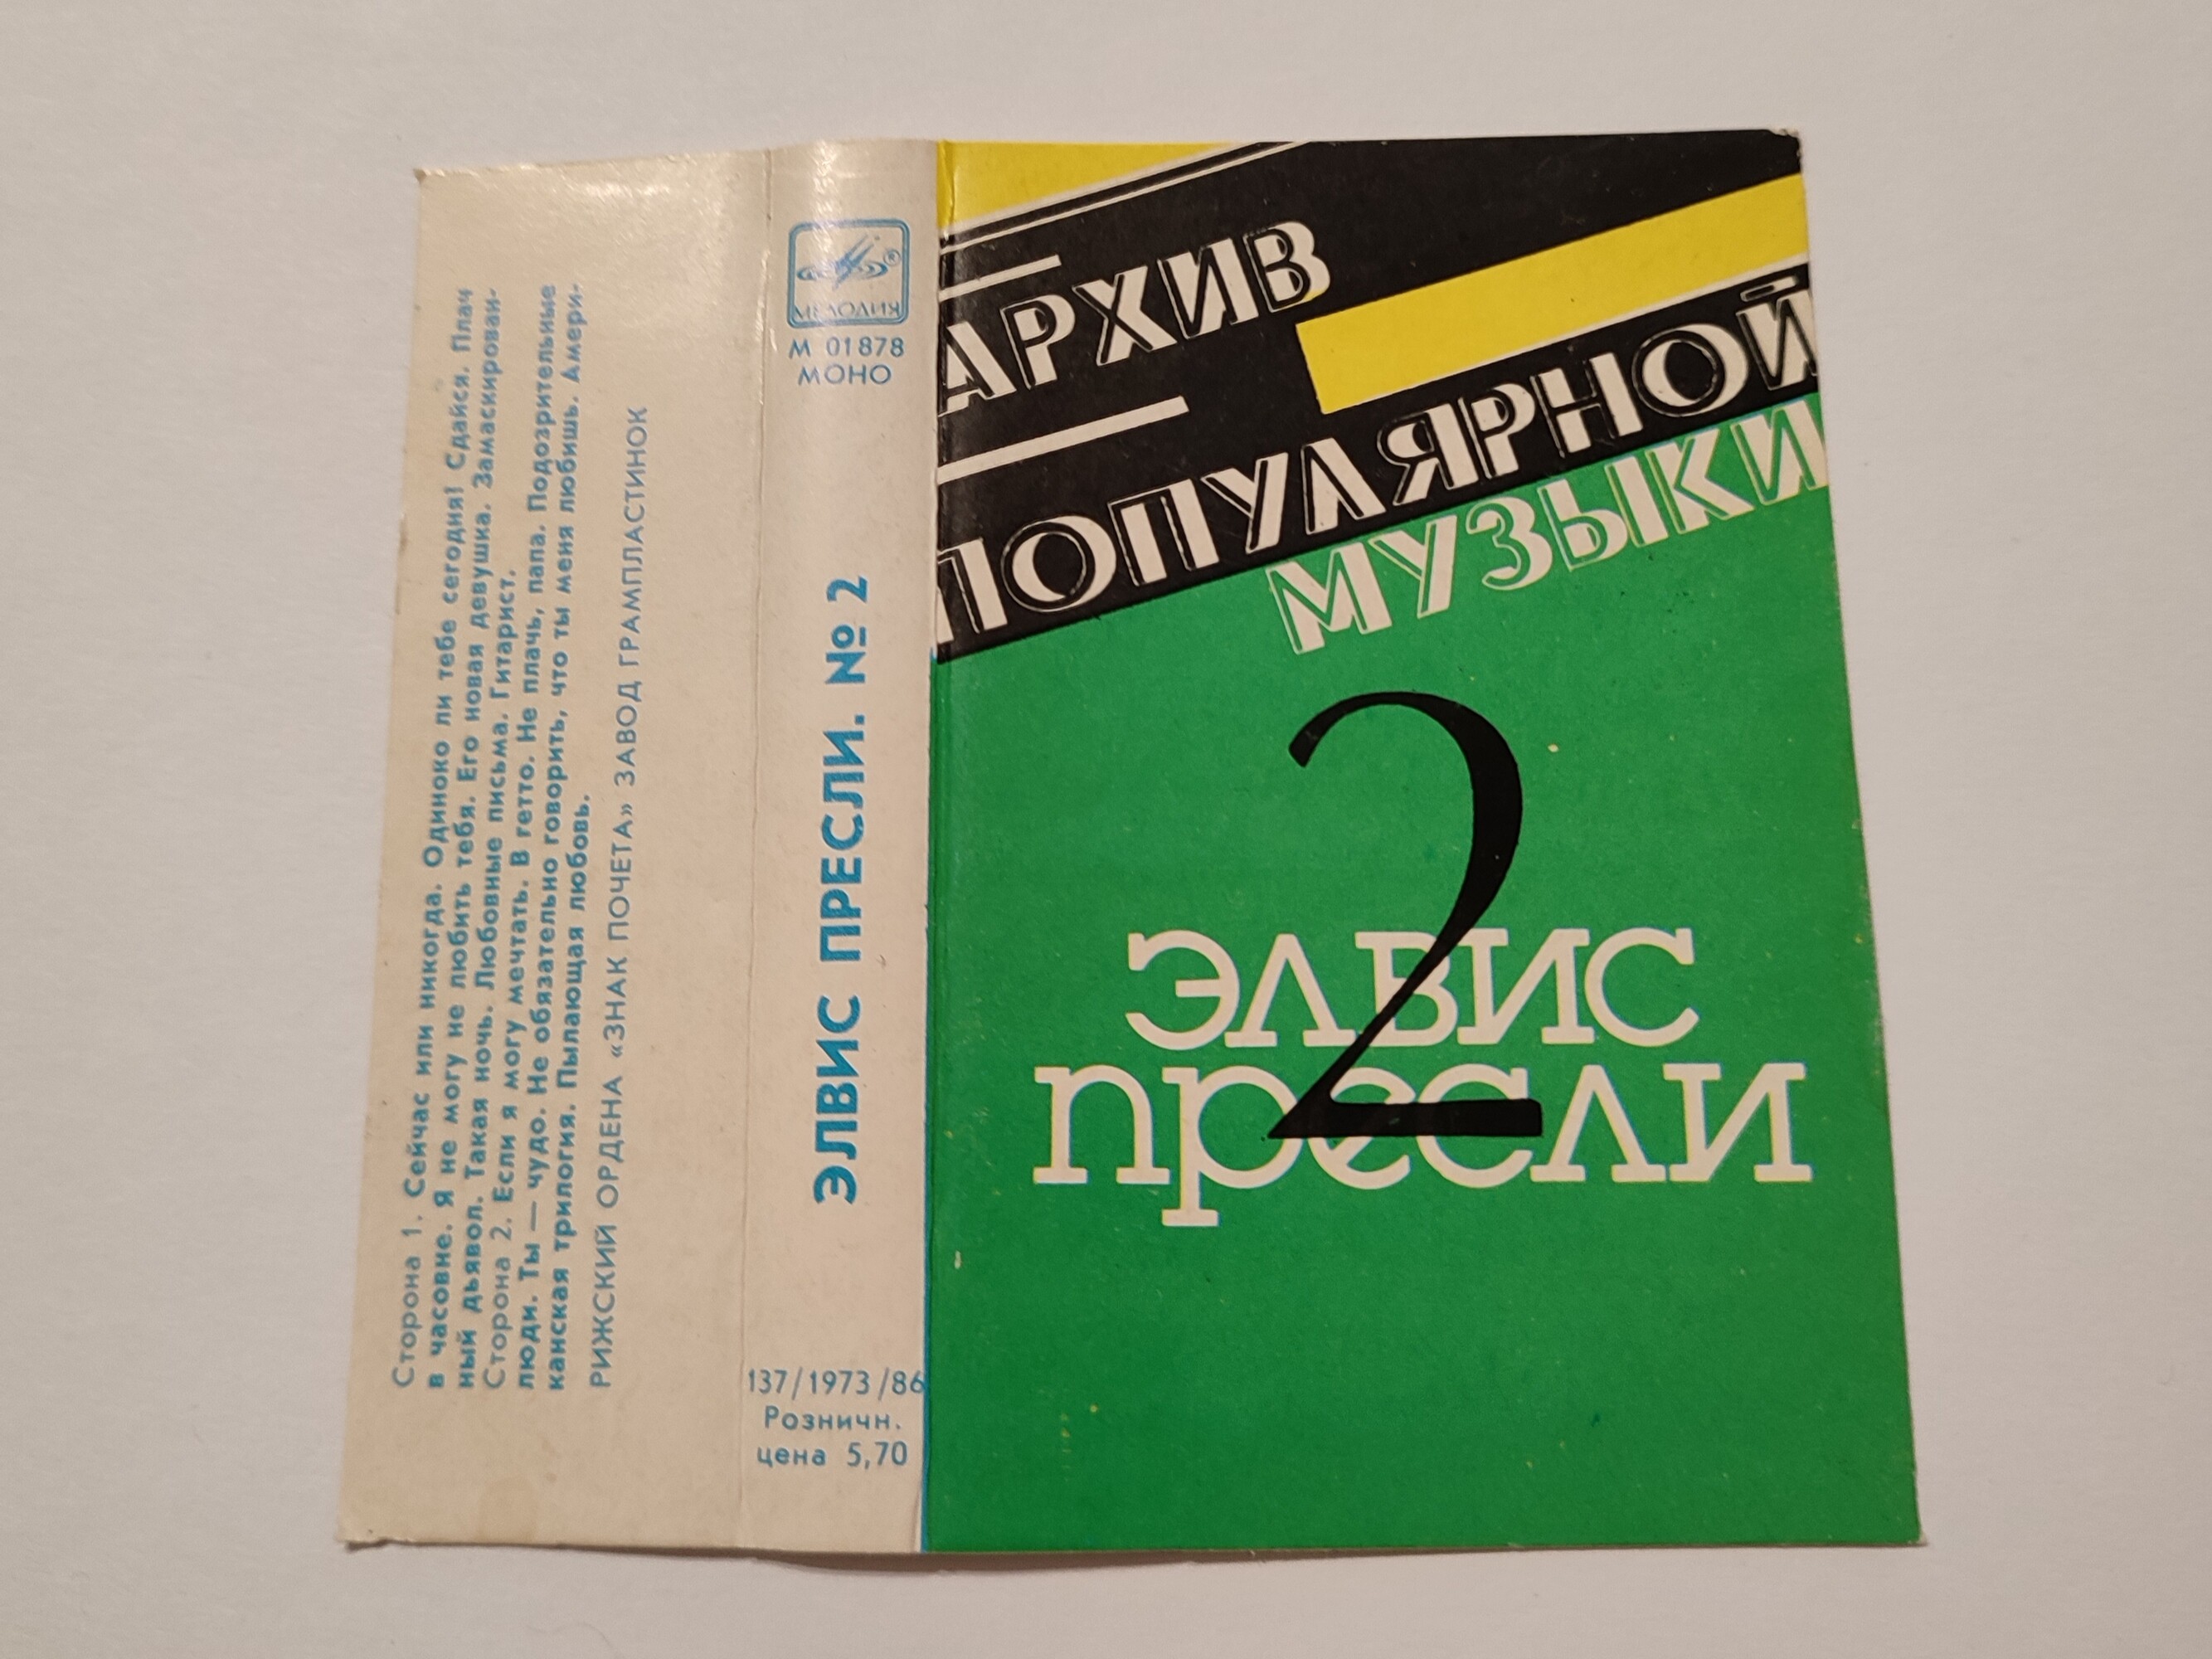 Сторона 1. Сейчас или никогда. Одиноко ли тебе сегодня? Сдайся. Плач
в часовне. Я не могу не любить тебя. Его новая девушка. Замаскирован-
ный дьявол. Такая ночь. Любовные письма. Гитарист.
Сторона 2. Если я могу мечтать. В гетто. Не плачь, папа. Подозрительные
люди. Ты — чудо. Не обязательно говорить, что ты меня любишь. Амери-
канская трилогия. Пылающая любовь.
РИЖСКИЙ ОРДЕНА «ЗНАК ПОЧЕТА» ЗАВОД ГРАМПЛАСТИНОК
МЕЛОДИЯ
®
М 01878
МОНО
ЭЛВИС ПРЕСЛИ. № 2
137/1973/86
Розничн.
цена 5,70
АРХИВ
ПОПУЛЯРНОЙ
МУЗЫКИ
2
ЭЛВИС
ПРЕСЛИ